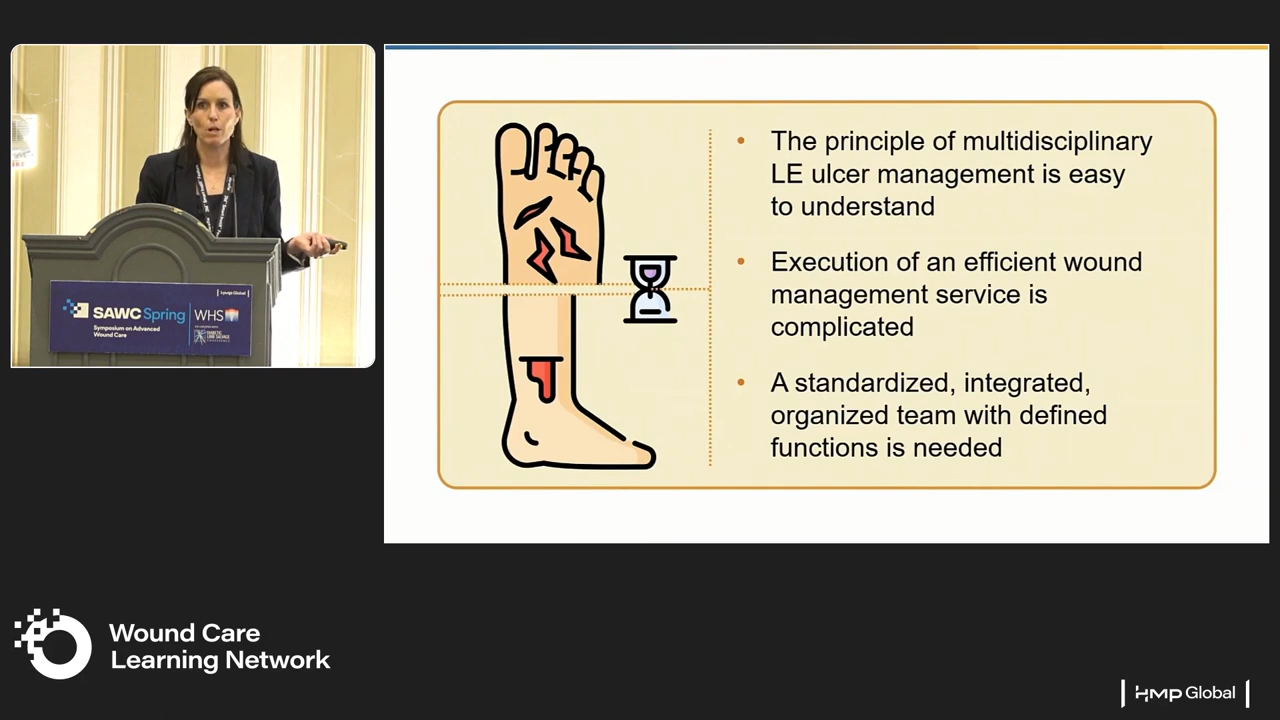 The principle of multidisciplinary
LE ulcer management is easy
to understand
Execution of an efficient wound
management service is
complicated
A standardized, integrated,
organized team with defined
functions is needed
HMP Global
SAWC Spring
Symposium on Advanced
Wound Care
WHS
Wound Care
Learning Network
HMP Global